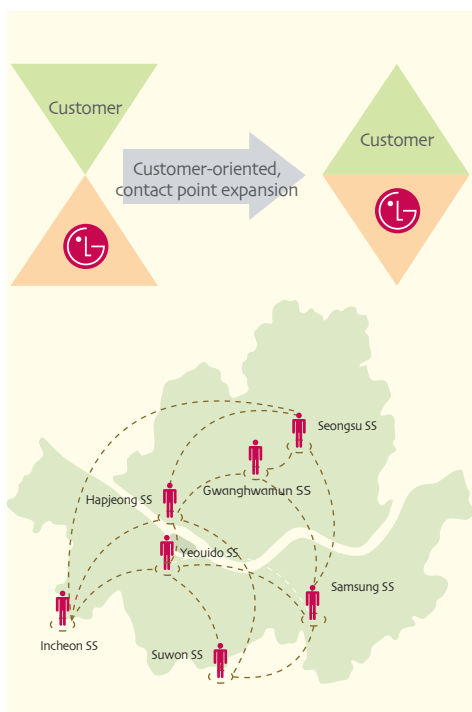 Customer
Customer
Customer-oriented,
contact point expansion
LG
LG
Seongsu SS
Gwanghwamun SS
Hapjeong SS
Yeouido SS
Samsung SS
Incheon SS
Suwon SS